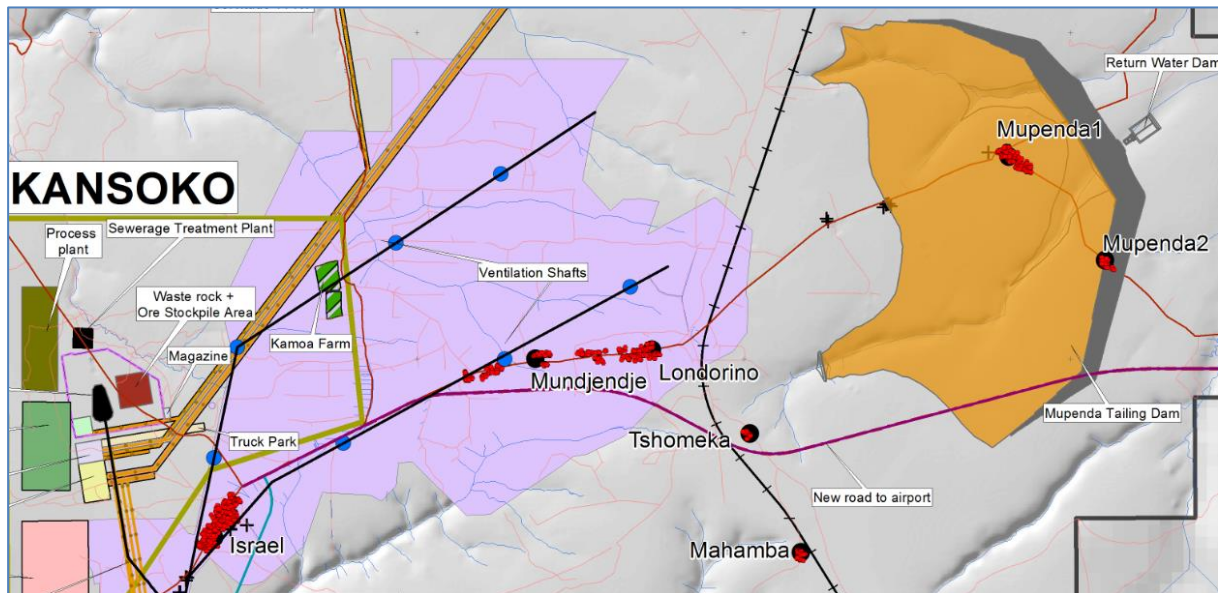 Return Water Dam
Mupenda1
KANSOKO
Process
plant
Sewerage Treatment Plant
Mupenda2
Ventilation Shafts
Waste rock +
Ore Stockpile Area
Kamoa Farm
Magazine
Mundjendje
Londorino
Mupenda Tailing Dam
Truck Park
Tshomeka
New road to airport
Israel
Mahamba